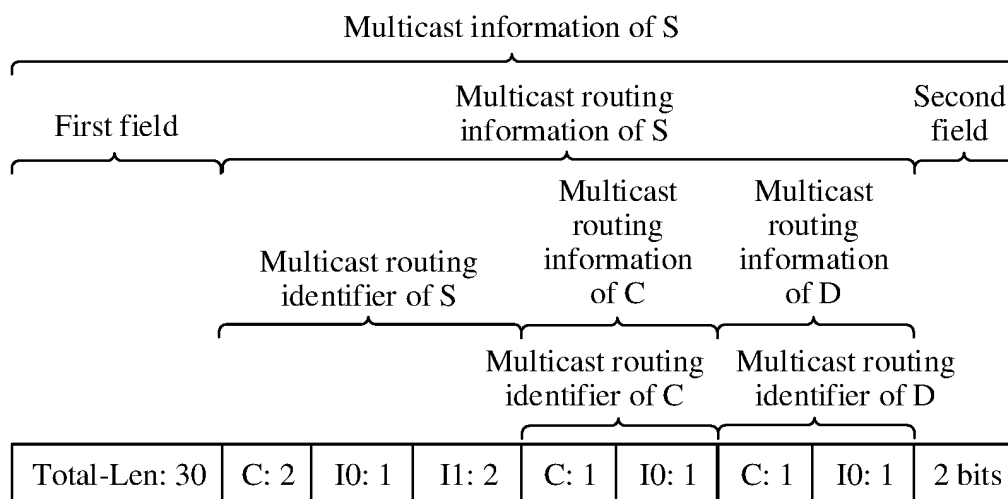 Multicast information of S
First field
Multicast routing
information of S
Second
field
Multicast routing
identifier of S
Multicast
routing
information
of C
Multicast
routing
information
of D
Multicast routing
identifier of C
Multicast routing
identifier of D
Total-Len: 30 C: 2 I0: 1 I1: 2 C: 1 I0: 1 C: 1 I0: 1 2 bits